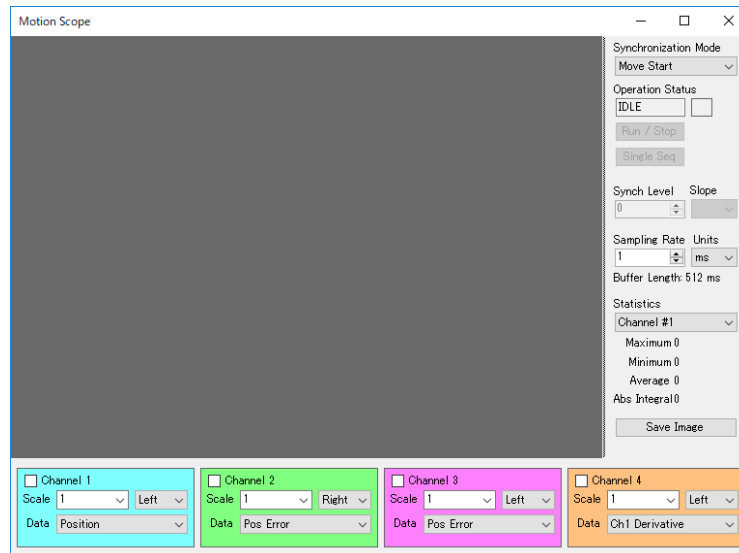 Motion Scope
Synchronization Mode
Move Start
Operation Status
IDLE
Run / Stop
Single Seq
Synch Level Slope
0
Sampling Rate Units
1 ms
Buffer Length: 512 ms
Statistics
Channel #1
Maximum 0
Minimum 0
Average 0
Abs Integral 0
Save Image
Channel 1
Scale 1 Left
Data Position
Channel 2
Scale 1 Right
Data Pos Error
Channel 3
Scale 1 Left
Data Pos Error
Channel 4
Scale 1 Left
Data Ch1 Derivative